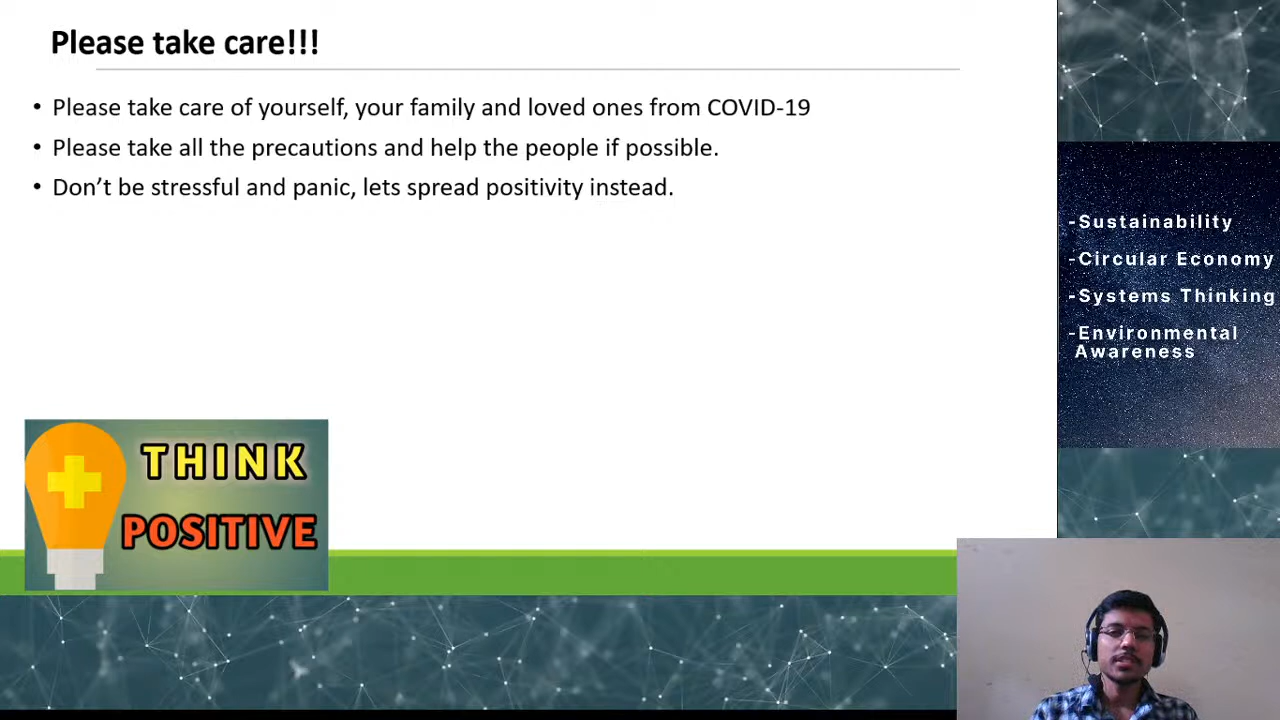 Please take care!!!
• Please take care of yourself, your family and loved ones from COVID-19
• Please take all the precautions and help the people if possible.
• Don’t be stressful and panic, lets spread positivity instead.
THINK
POSITIVE
-Sustainability
-Circular Economy
-Systems Thinking
-Environmental
Awareness